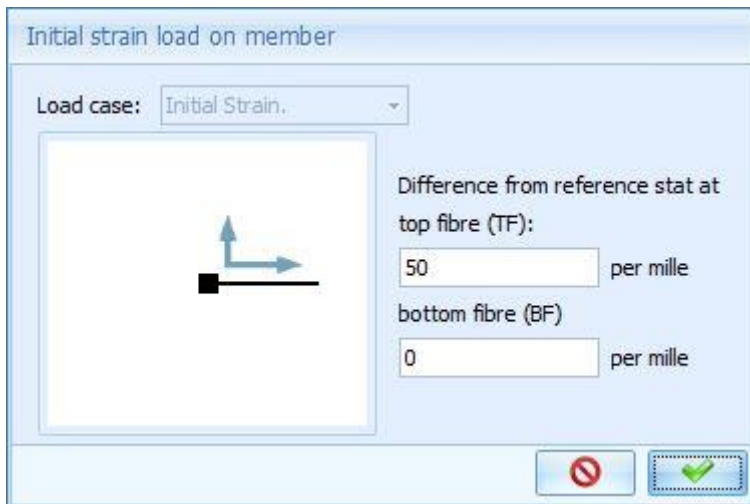 Initial strain load on member
Load case: Initial Strain.
Difference from reference stat at
top fibre (TF):
50 per mille
bottom fibre (BF)
0 per mille